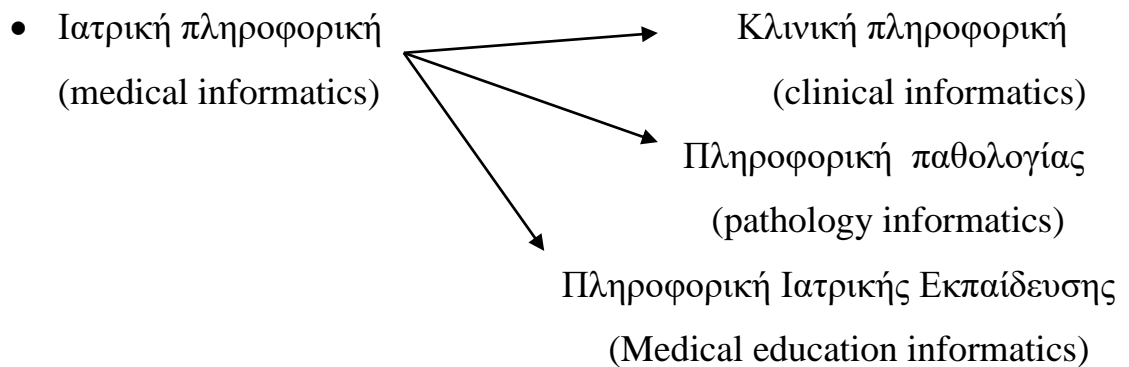 • Ιατρική πληροφορική
(medical informatics)
Κλινική πληροφορική
(clinical informatics)
Πληροφορική παθολογίας
(pathology informatics)
Πληροφορική Ιατρικής Εκπαίδευσης
(Medical education informatics)